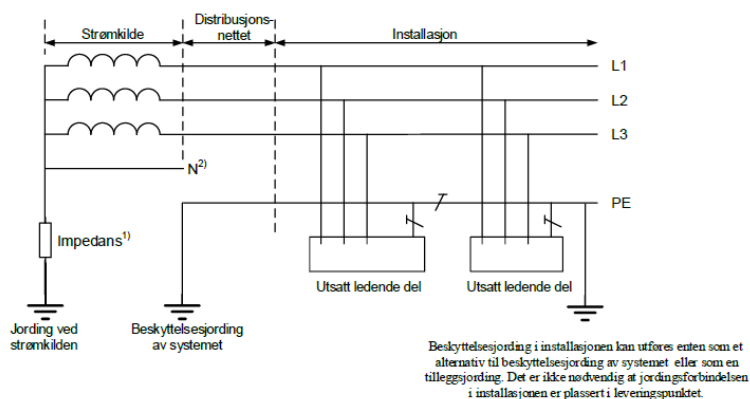 Strømkilde
Distribusjons-
nettet
Installasjon
L1
L2
L3
N2)
PE
Impedans1)
Utsatt ledende del
Utsatt ledende del
Jording ved
strømkilden
Beskyttelsesjording
av systemet
Beskyttelsesjording i installasjonen kan utføres enten som et
alternativ til beskyttelsesjording av systemet eller som en
tilleggsjording. Det er ikke nødvendig at jordingsforbindelsen
i installasjonen er plassert i leveringspunktet.